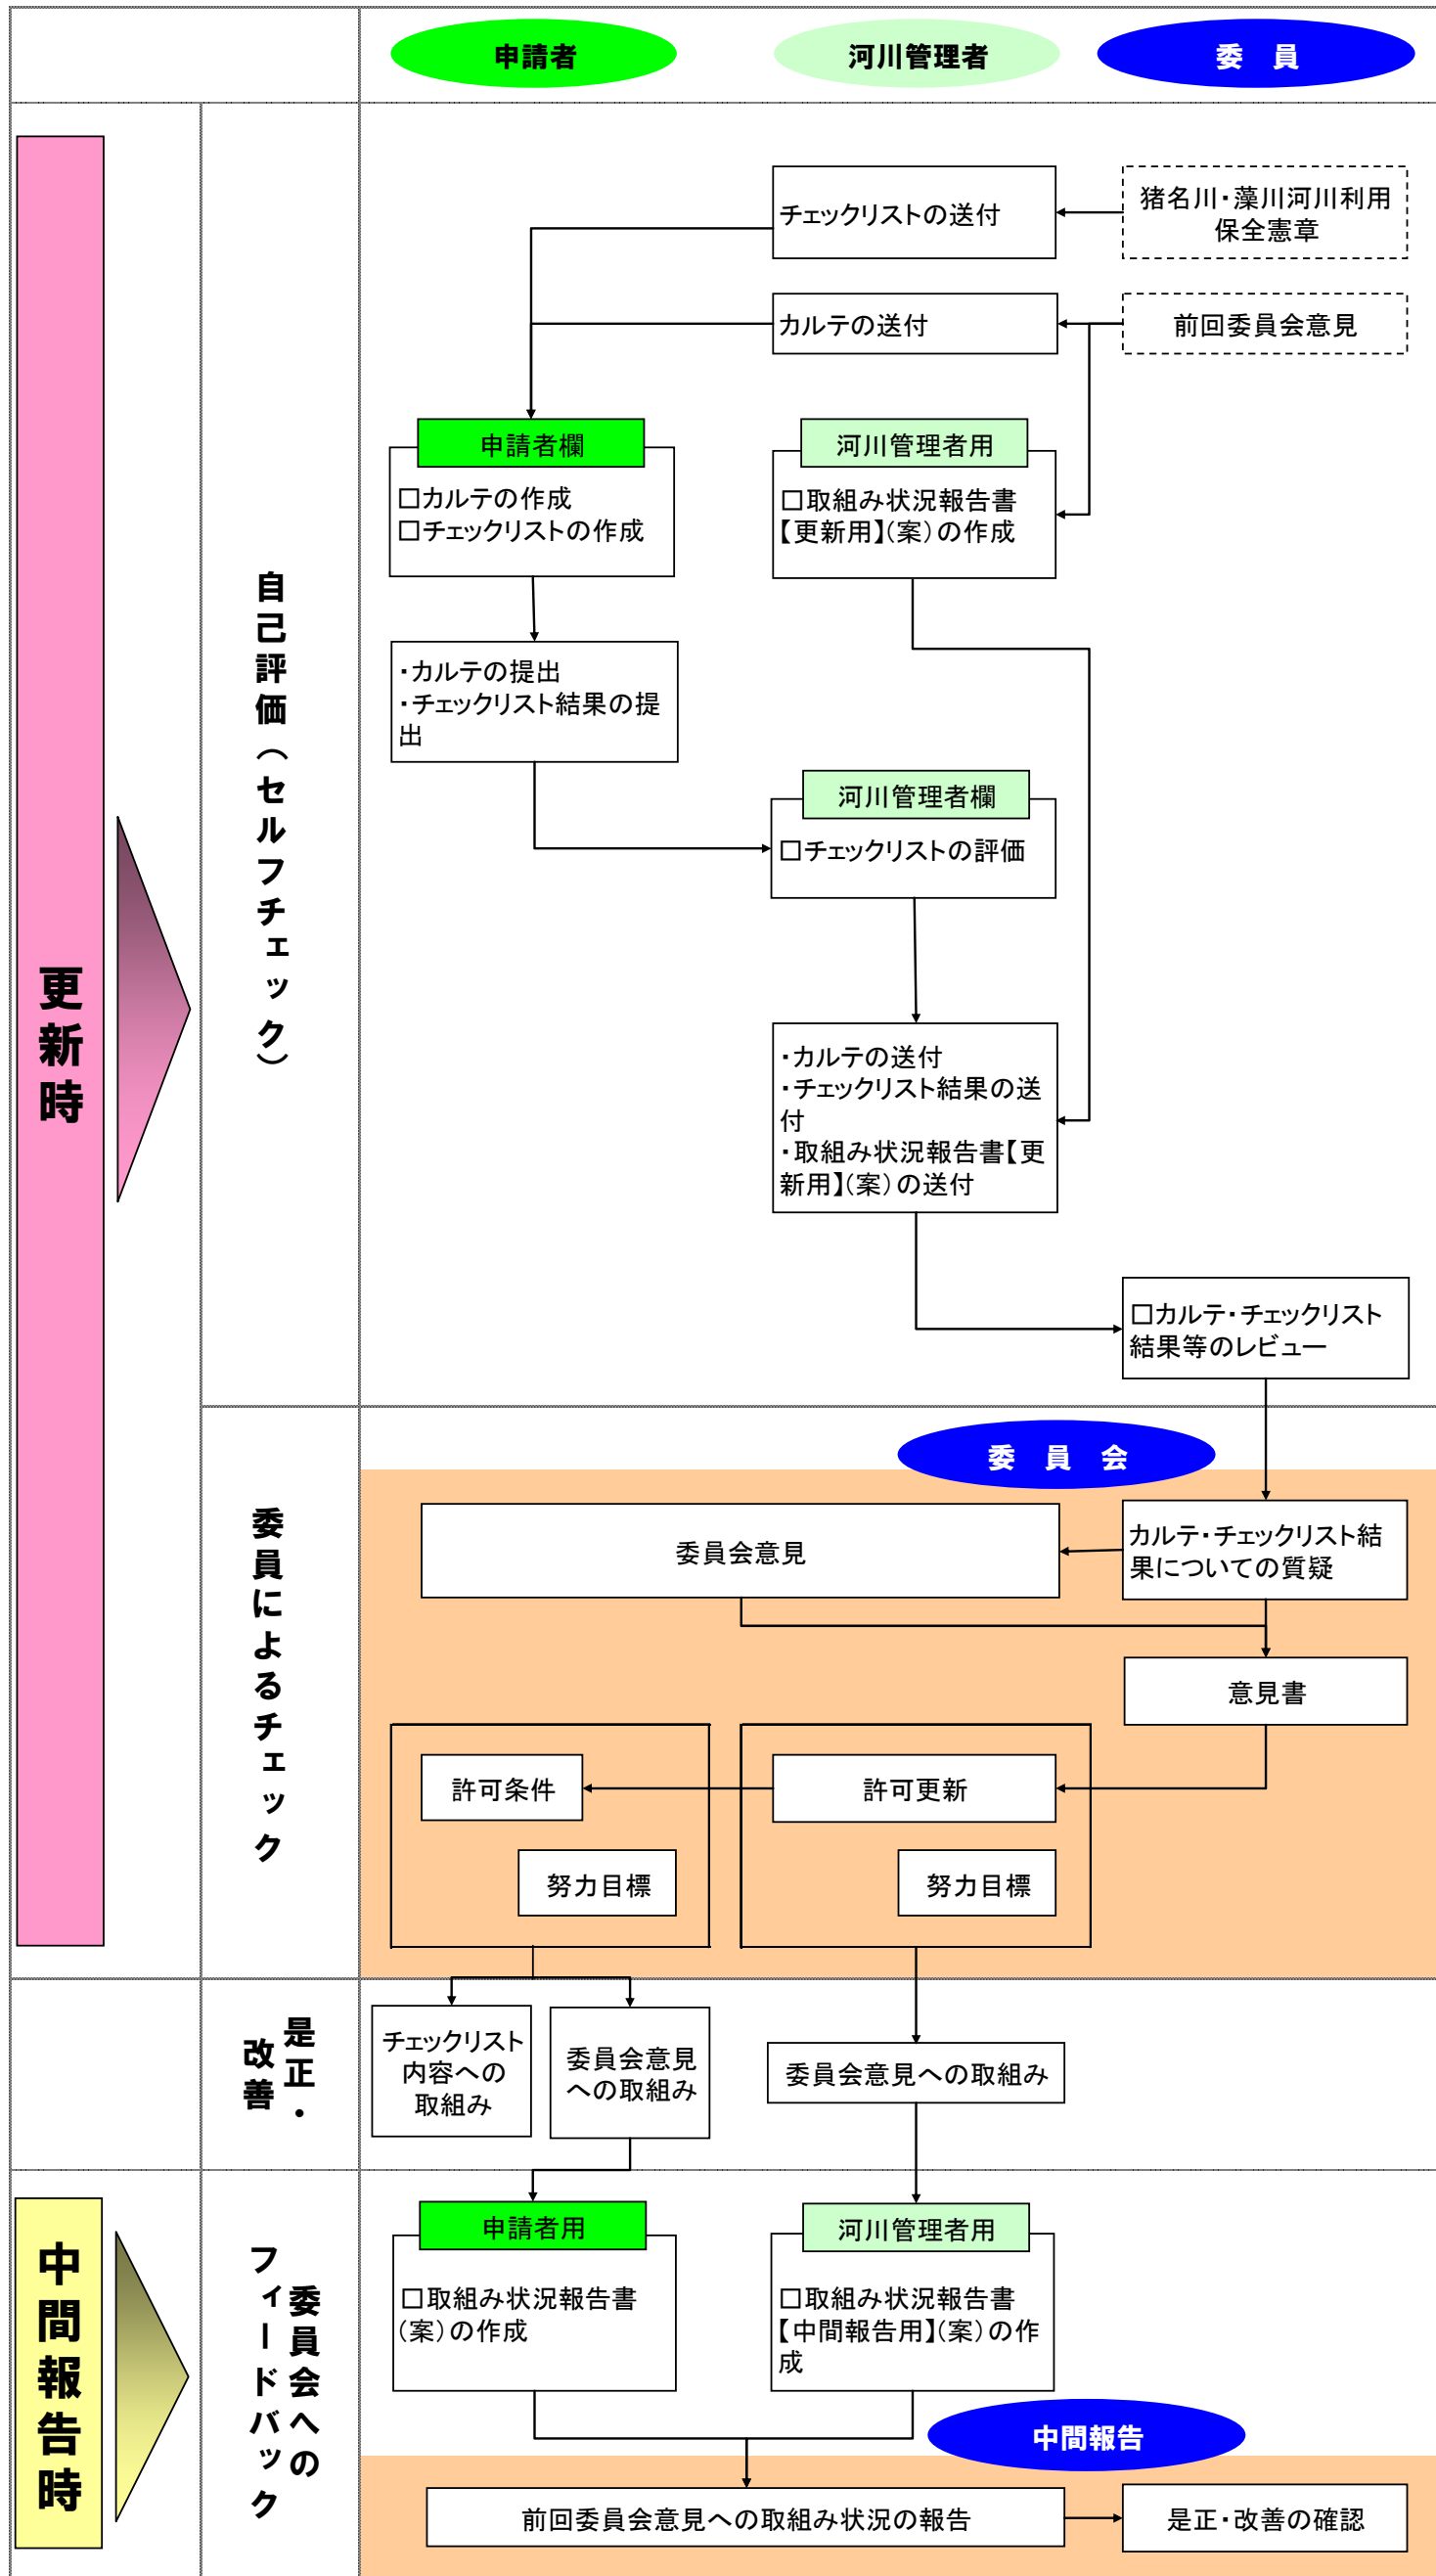 申請者
河川管理者
委　員
更新時
自己評価（セルフチェック）
チェックリストの送付
猪名川・藻川河川利用
保全憲章
カルテの送付
前回委員会意見
申請者欄
□カルテの作成
□チェックリストの作成
河川管理者用
□取組み状況報告書
【更新用】（案）の作成
・カルテの提出
・チェックリスト結果の提
出
河川管理者欄
□チェックリストの評価
・カルテの送付
・チェックリスト結果の送
付
・取組み状況報告書【更
新用】（案）の送付
□カルテ・チェックリスト
結果等のレビュー
委員によるチェック
委　員　会
委員会意見
カルテ・チェックリスト結
果についての質疑
意見書
許可条件
許可更新
努力目標
努力目標
是正・
改善
チェックリスト
内容への
取組み
委員会意見
への取組み
委員会意見への取組み
中間報告時
委員会への
フィードバック
申請者用
□取組み状況報告書
（案）の作成
河川管理者用
□取組み状況報告書
【中間報告用】（案）の作
成
中間報告
前回委員会意見への取組み状況の報告
是正・改善の確認